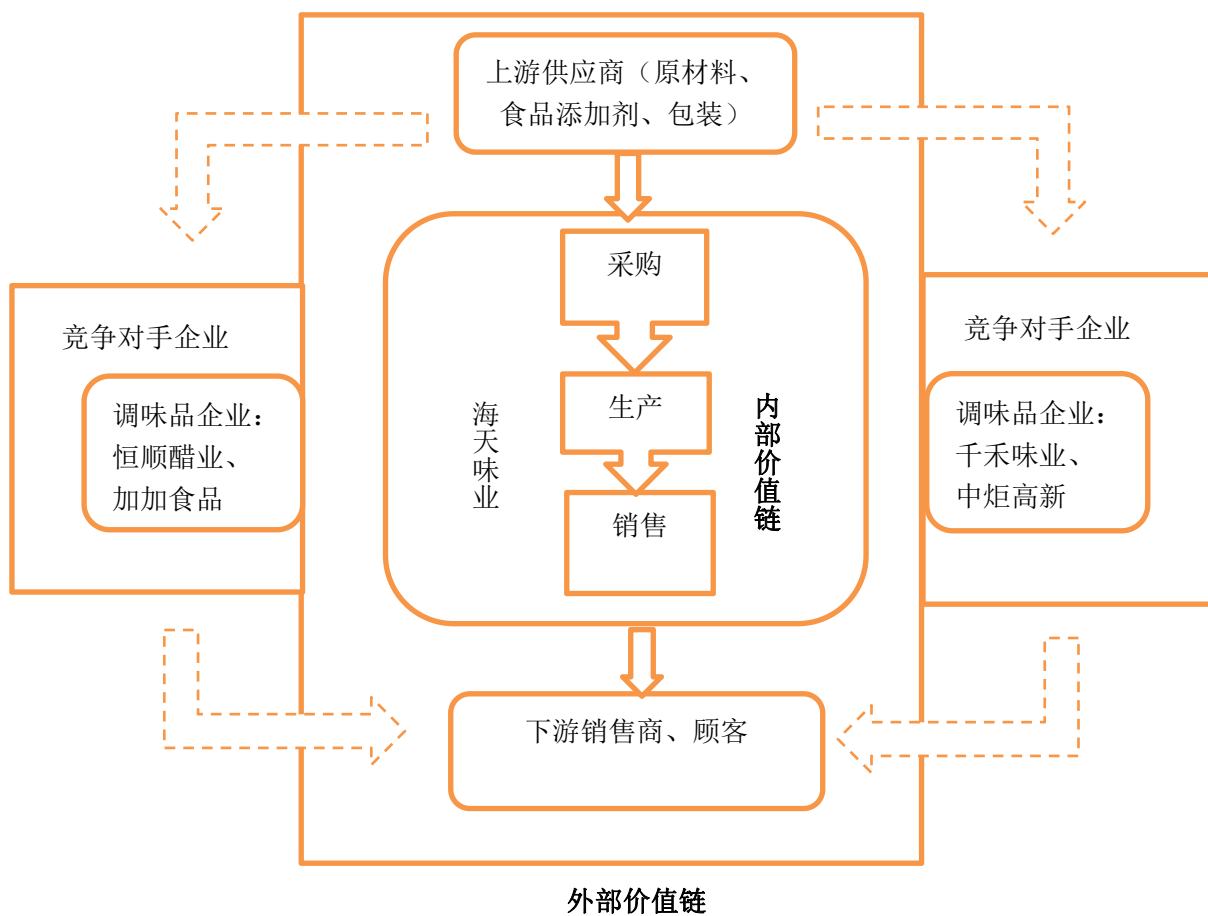 上游供应商（原材料、
食品添加剂、包装）
采购
竞争对手企业
调味品企业：
恒顺醋业、
加加食品
海天味业
生产
内部价值链
竞争对手企业
调味品企业：
千禾味业、
中炬高新
销售
下游销售商、顾客
外部价值链